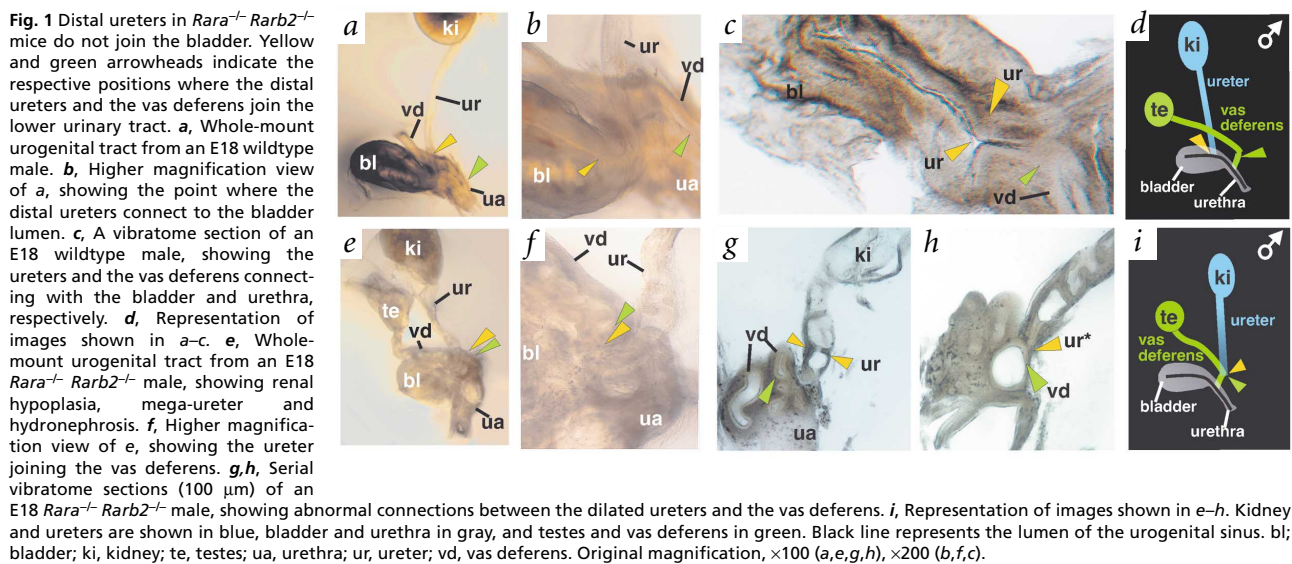 Fig. 1 Distal ureters in Rara–/– Rarb2–/–
mice do not join the bladder. Yellow
and green arrowheads indicate the
respective positions where the distal
ureters and the vas deferens join the
lower urinary tract. a, Whole-mount
urogenital tract from an E18 wildtype
male. b, Higher magnification view
of a, showing the point where the
distal ureters connect to the bladder
lumen. c, A vibratome section of an
E18 wildtype male, showing the
ureters and the vas deferens connect-
ing with the bladder and urethra,
respectively. d, Representation of
images shown in a–c. e, Whole-
mount urogenital tract from an E18
Rara–/– Rarb2–/– male, showing renal
hypoplasia, mega-ureter and
hydronephrosis. f, Higher magnifica-
tion view of e, showing the ureter
joining the vas deferens. g,h, Serial
vibratome sections (100 μm) of an
E18 Rara–/– Rarb2–/– male, showing abnormal connections between the dilated ureters and the vas deferens. i, Representation of images shown in e–h. Kidney
and ureters are shown in blue, bladder and urethra in gray, and testes and vas deferens in green. Black line represents the lumen of the urogenital sinus. bl;
bladder; ki, kidney; te, testes; ua, urethra; ur, ureter; vd, vas deferens. Original magnification, ×100 (a,e,g,h), ×200 (b,f,c).
a
ki
vd
ur
bl
ua
b
ur
vd
bl
ua
c
bl
ur
ur
vd
d
♂
ki
ureter
te
vas
deferens
bladder
urethra
e
ki
te
ur
vd
bl
ua
f
vd
ur
bl
ua
g
ki
vd
ur
ua
h
ur*
vd
i
♂
ki
te
ureter
vas
deferens
bladder
urethra